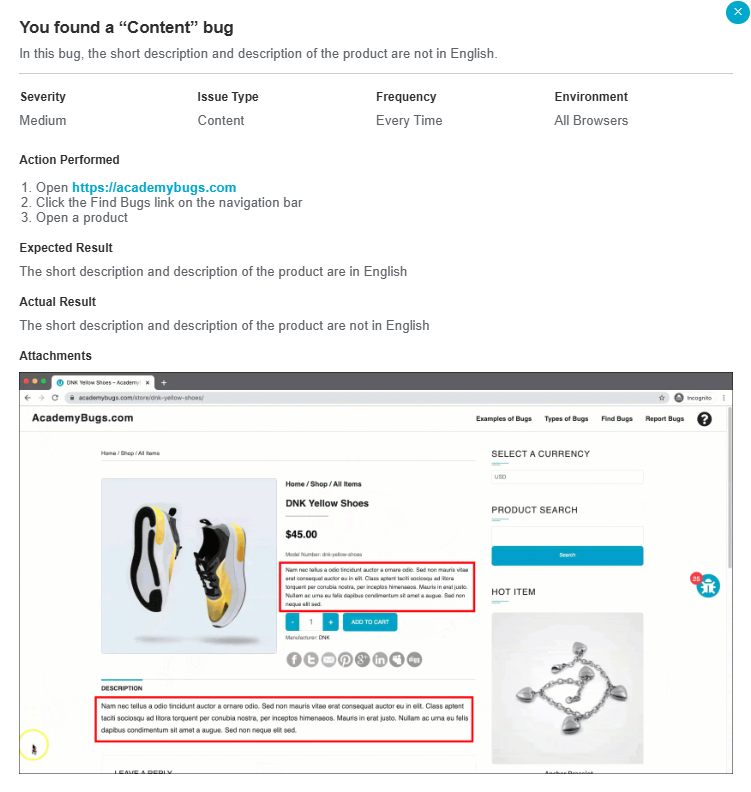 You found a “Content” bug
In this bug, the short description and description of the product are not in English.
Severity
Issue Type
Frequency
Environment
Medium
Content
Every Time
All Browsers
Action Performed
1. Open https://academybugs.com
2. Click the Find Bugs link on the navigation bar
3. Open a product
Expected Result
The short description and description of the product are in English
Actual Result
The short description and description of the product are not in English
Attachments
DNK Yellow Shoes – Academy
academybugs.com/store/dnk-yellow-shoes/
Incognito
AcademyBugs.com
Examples of Bugs
Types of Bugs
Find Bugs
Report Bugs
Home / Shop / All Items
Home / Shop / All Items
DNK Yellow Shoes
$45.00
Model Number: dnk-yellow-shoes
Nam nec tellus a odio tincidunt auctor a ornare odio. Sed non mauris vitae
erat consequat auctor eu in elit. Class aptent taciti sociosqu ad litora
torquent per conubia nostra, per inceptos himenaeos. Mauris in erat justo.
Nullam ac urna eu felis dapibus condimentum sit amet a augue. Sed non
neque elit sed.
- 1 +
ADD TO CART
Manufacturer: DNK
DESCRIPTION
Nam nec tellus a odio tincidunt auctor a ornare odio. Sed non mauris vitae erat consequat auctor eu in elit. Class aptent
taciti sociosqu ad litora torquent per conubia nostra, per inceptos himenaeos. Mauris in erat justo. Nullam ac urna eu felis
dapibus condimentum sit amet a augue. Sed non neque elit sed.
LEAVE A REPLY
SELECT A CURRENCY
USD
PRODUCT SEARCH
Search
HOT ITEM
Anchor Bracelet